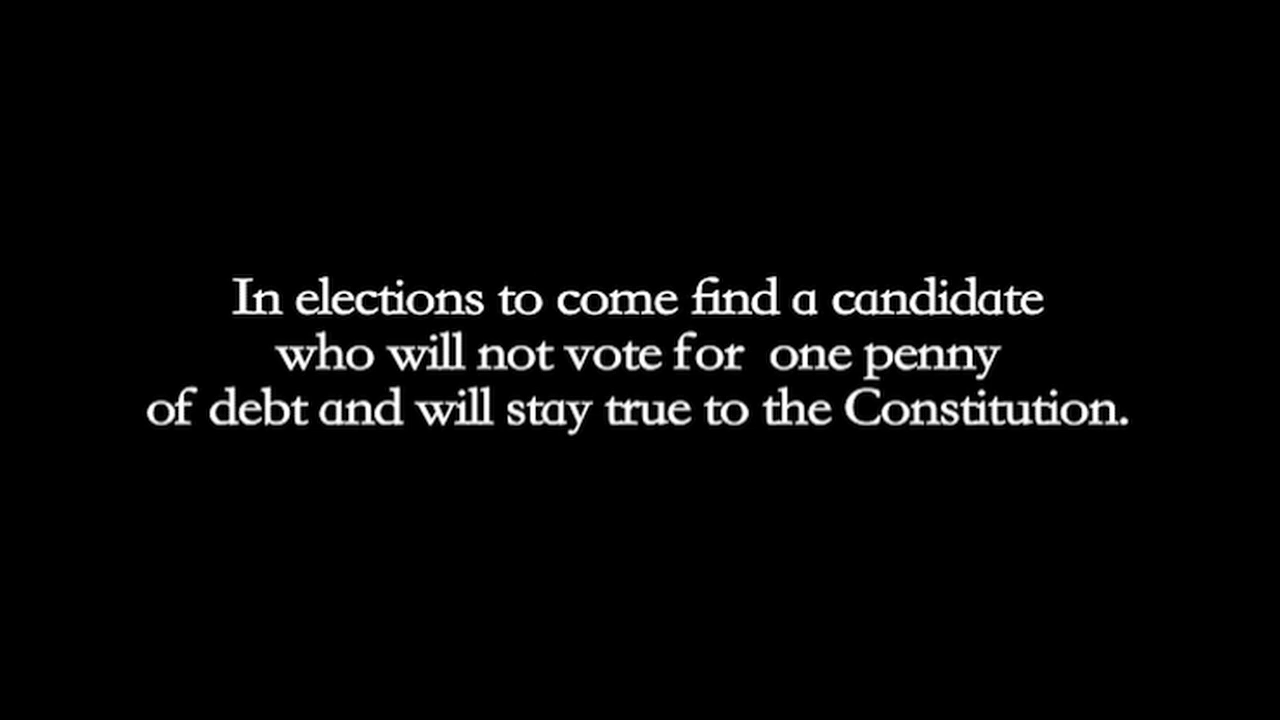 In elections to come find a candidate
who will not vote for  one penny
of debt and will stay true to the Constitution.